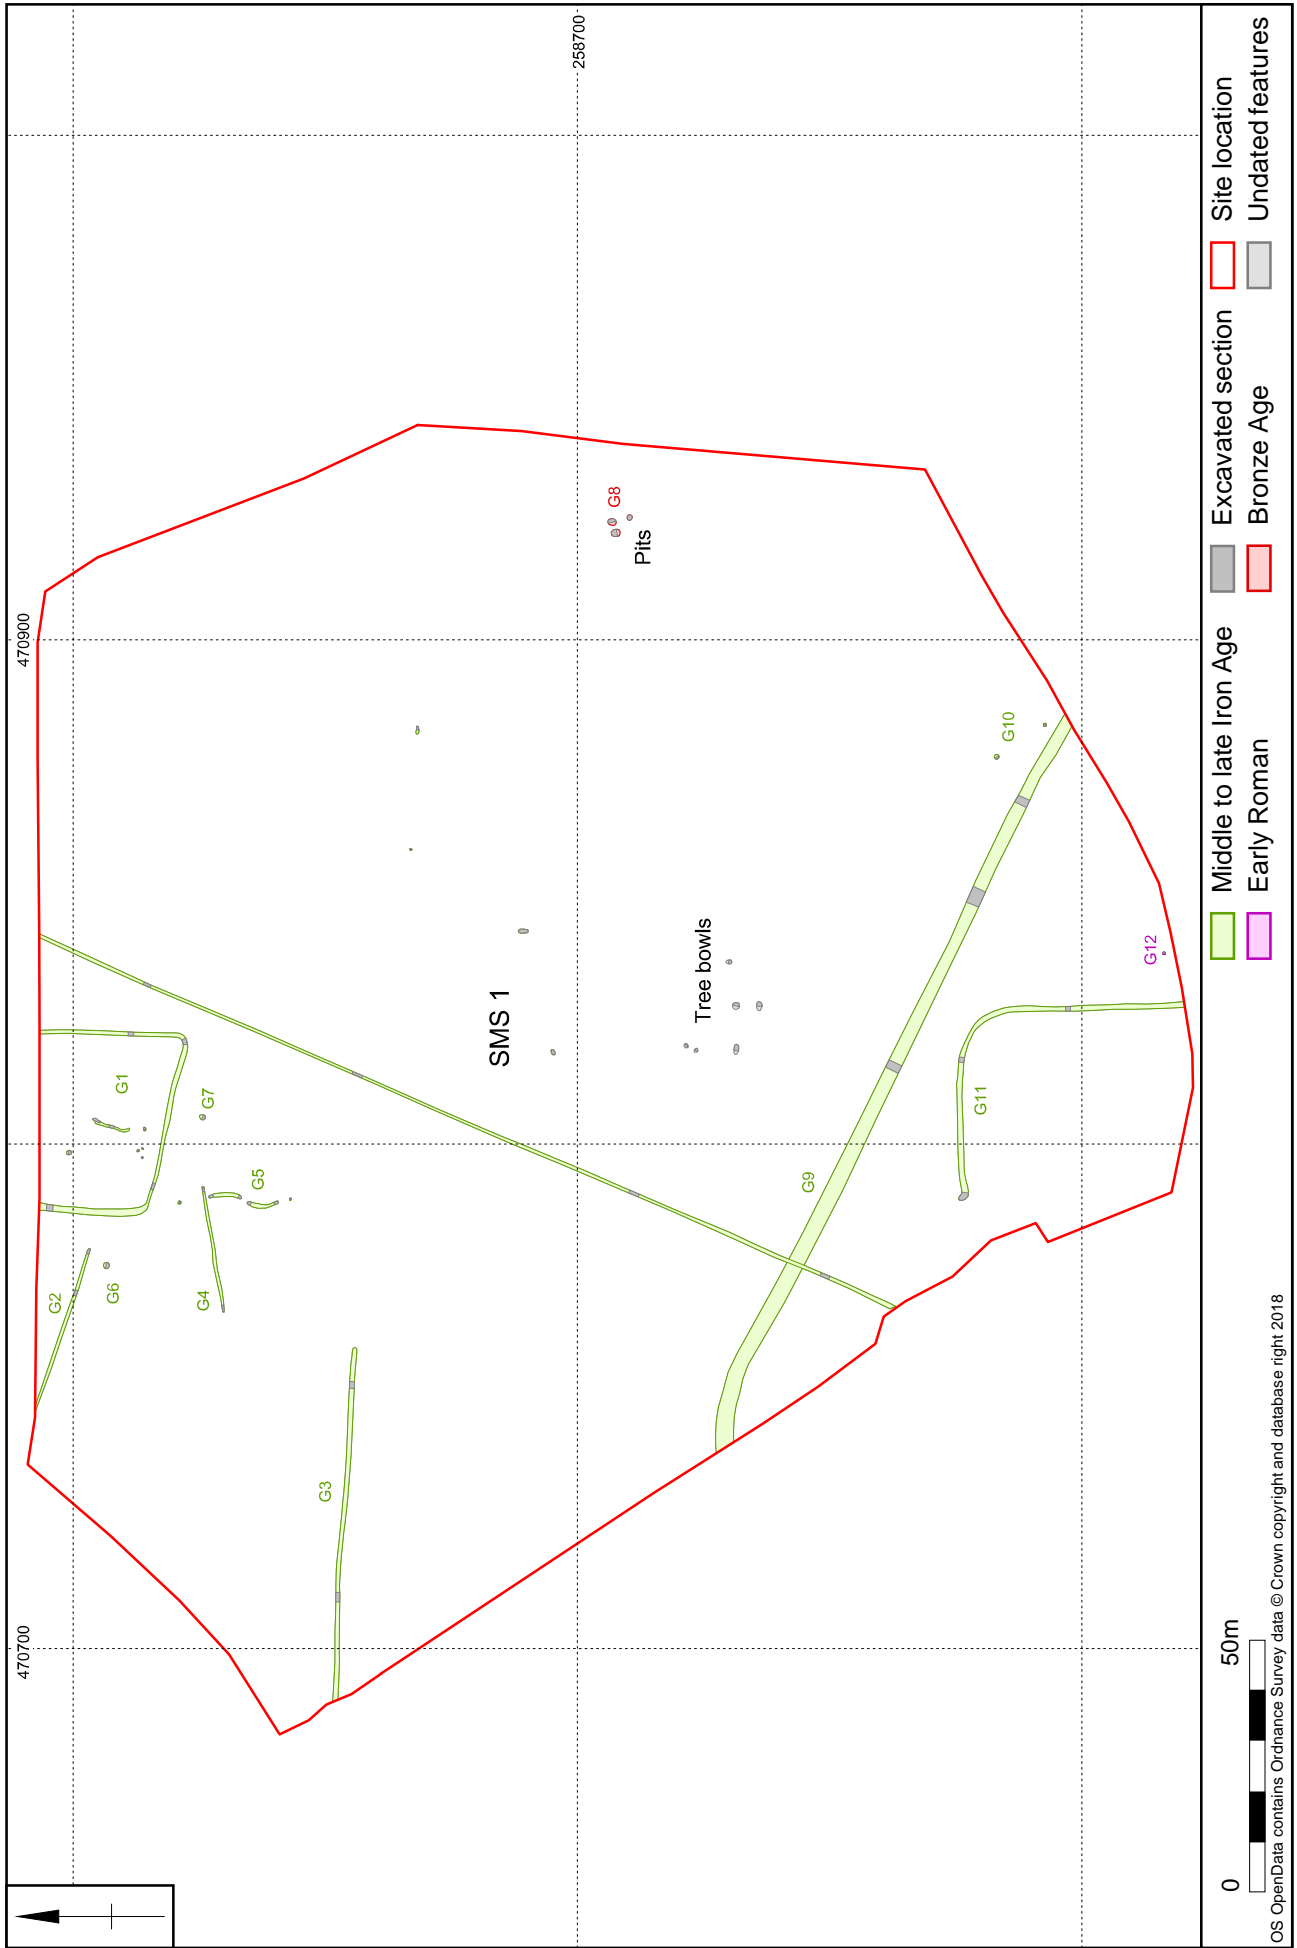 470700
470900
258700
G2
G6
G1
G7
G4
G5
G3
SMS 1
G8
Pits
Tree bowls
G9
G10
G11
G12
0 50m
Middle to late Iron Age
Excavated section
Site location
Early Roman
Bronze Age
Undated features
OS OpenData contains Ordnance Survey data © Crown copyright and database right 2018